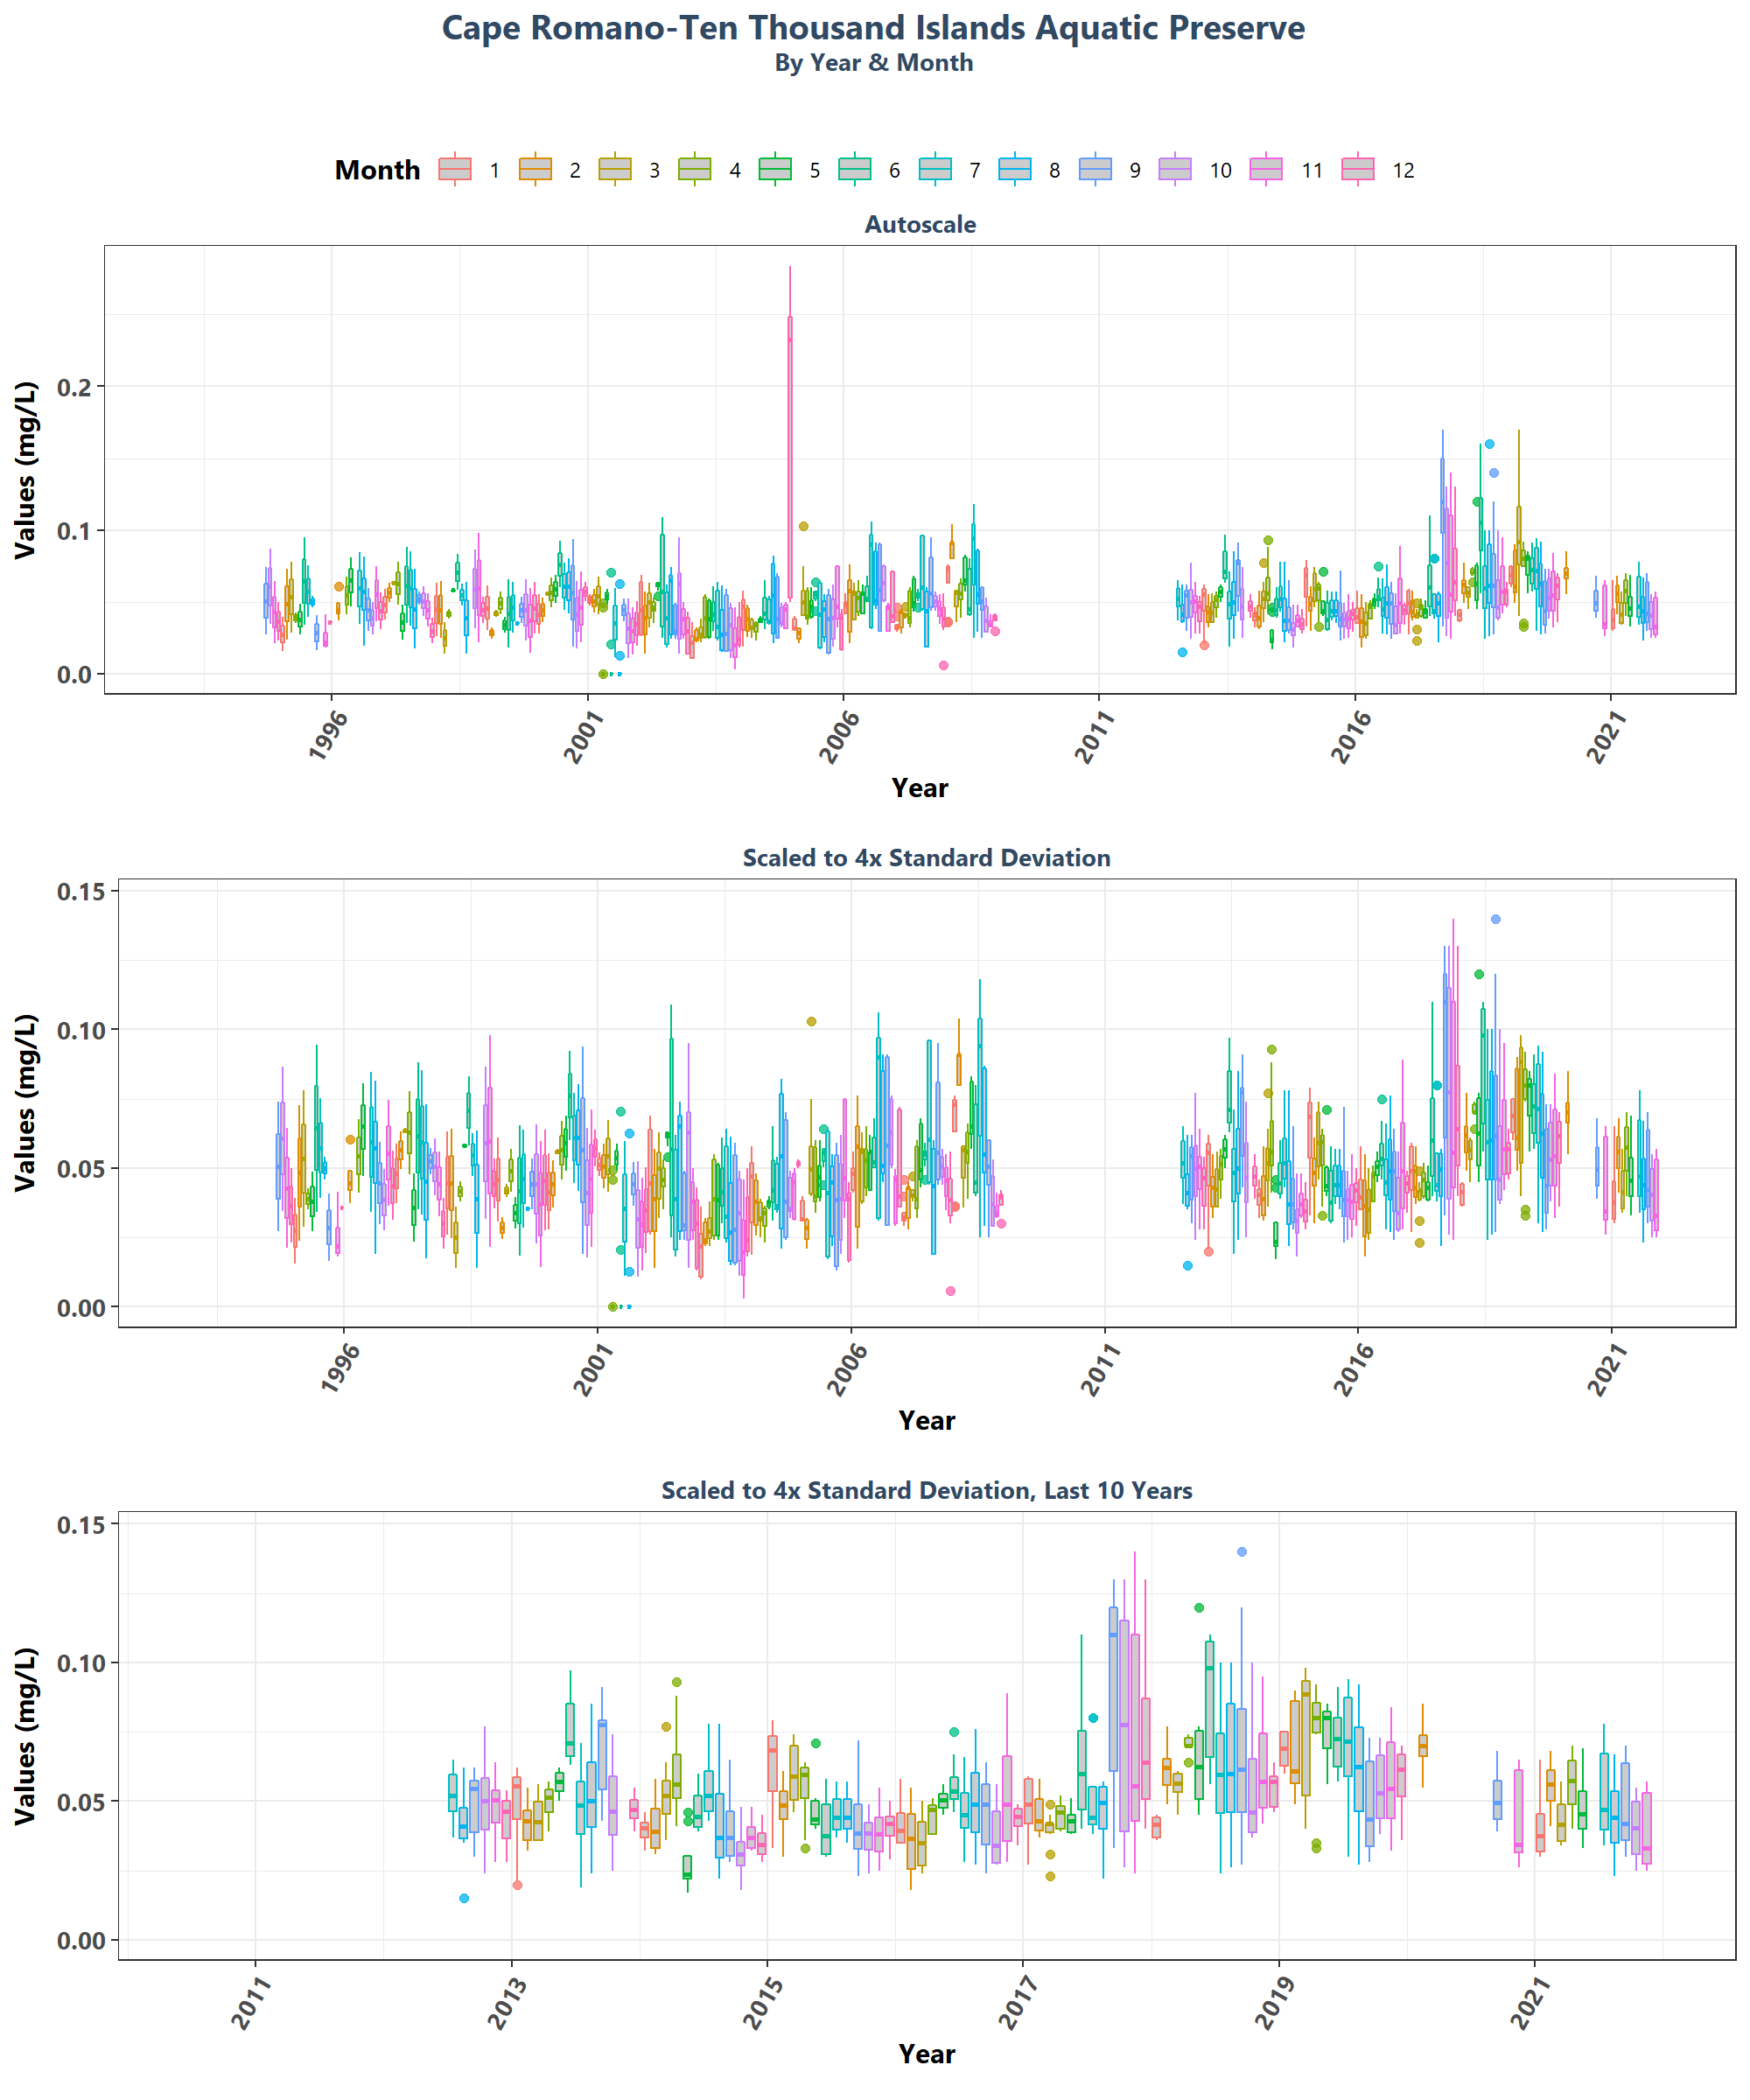 Cape Romano-Ten Thousand Islands Aquatic Preserve
By Year & Month
Month 1 2 3 4 5 6 7 8 9 10 11 12
Autoscale
Values (mg/L)
0.2
0.1
0.0
1996 2001 2006 2011 2016 2021
Year
Scaled to 4x Standard Deviation
Values (mg/L)
0.15
0.10
0.05
0.00
1996 2001 2006 2011 2016 2021
Year
Scaled to 4x Standard Deviation, Last 10 Years
Values (mg/L)
0.15
0.10
0.05
0.00
2011 2013 2015 2017 2019 2021
Year